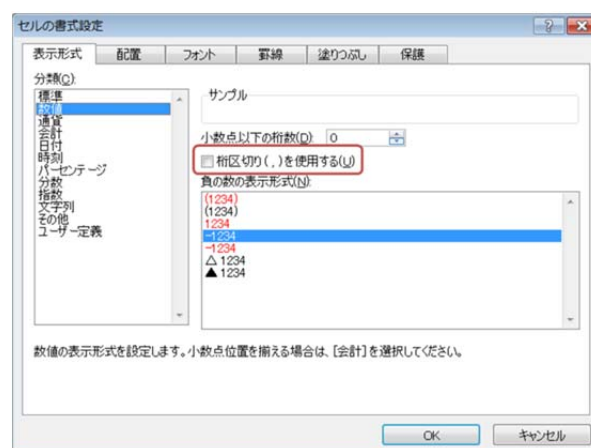 セルの書式設定
表示形式 配置 フォント 罫線 塗りつぶし 保護
分類(C):
標準
数値
通貨
会計
日付
時刻
パーセンテージ
分数
指数
文字列
その他
ユーザー定義
サンプル
小数点以下の桁数(D): 0
桁区切り(,)を使用する(U)
負の数の表示形式(N):
(1234)
(1234)
1234
-1234
-1234
△ 1234
▲ 1234
数値の表示形式を設定します。小数点位置を揃える場合は、[会計]を選択してください。
OK キャンセル